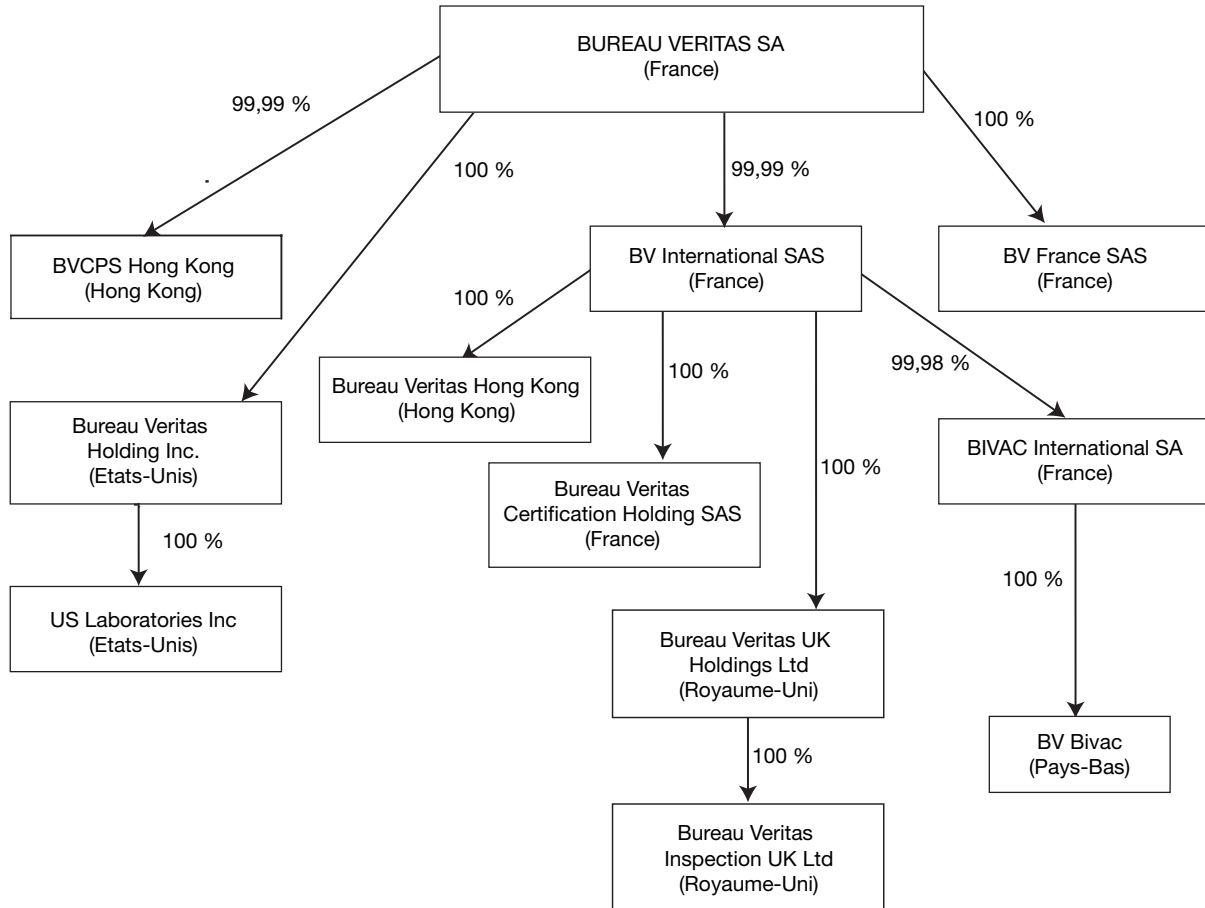 BUREAU VERITAS SA
(France)
99,99 %
100 %
99,99 %
100 %
BVCPS Hong Kong
(Hong Kong)
BV International SAS
(France)
BV France SAS
(France)
100 %
100 %
99,98 %
100 %
Bureau Veritas Hong Kong
(Hong Kong)
Bureau Veritas
Holding Inc.
(Etats-Unis)
BIVAC International SA
(France)
Bureau Veritas
Certification Holding SAS
(France)
100 %
100 %
US Laboratories Inc
(Etats-Unis)
Bureau Veritas UK
Holdings Ltd
(Royaume-Uni)
BV Bivac
(Pays-Bas)
100 %
Bureau Veritas
Inspection UK Ltd
(Royaume-Uni)